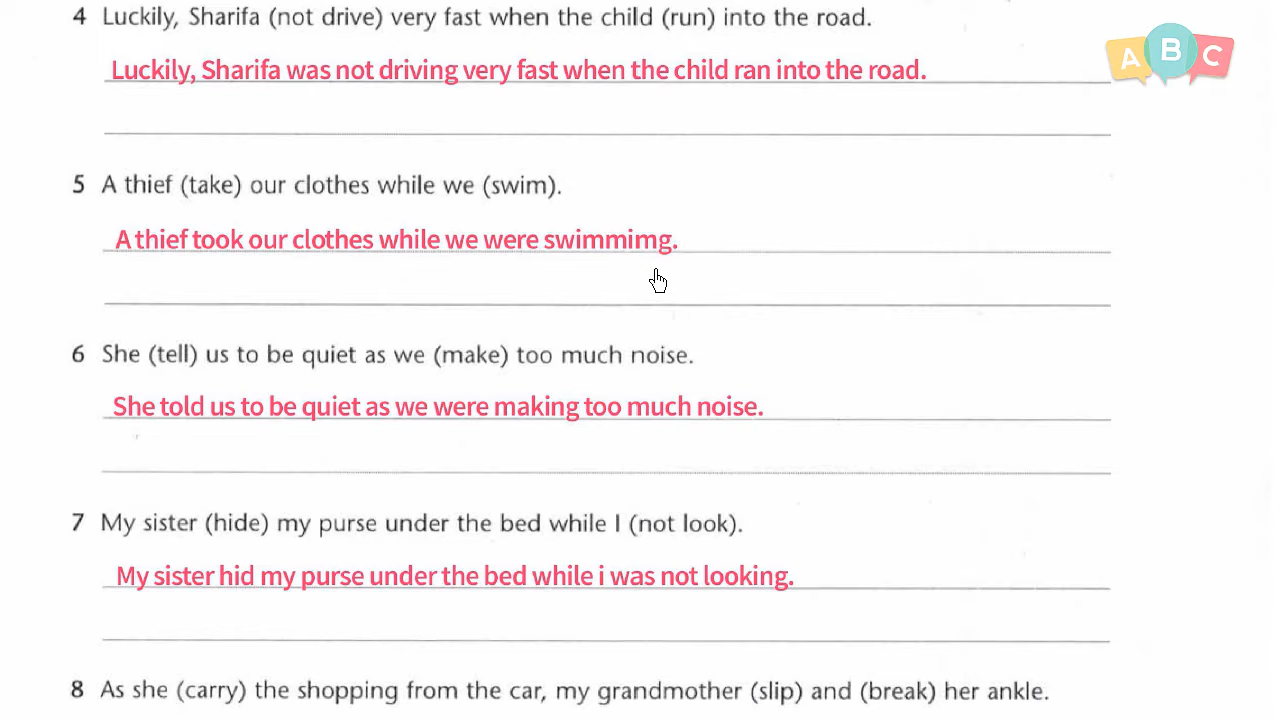 4 Luckily, Sharifa (not drive) very fast when the child (run) into the road.
A B C
Luckily, Sharifa was not driving very fast when the child ran into the road.
5 A thief (take) our clothes while we (swim).
A thief took our clothes while we were swimmimg.
6 She (tell) us to be quiet as we (make) too much noise.
She told us to be quiet as we were making too much noise.
7 My sister (hide) my purse under the bed while I (not look).
My sister hid my purse under the bed while i was not looking.
8 As she (carry) the shopping from the car, my grandmother (slip) and (break) her ankle.